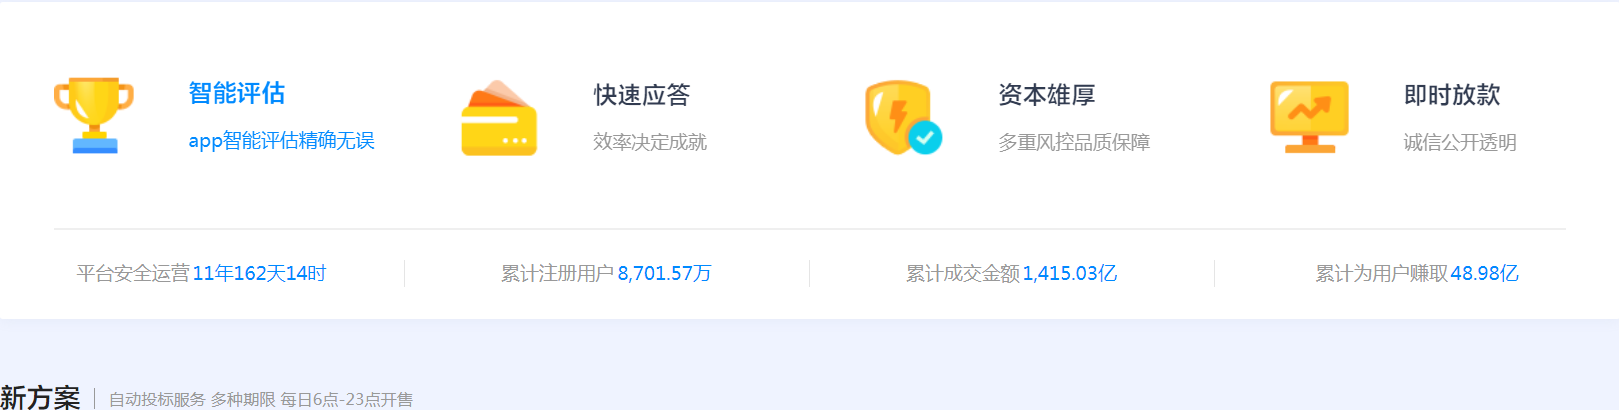 智能评估
app智能评估精确无误
快速应答
效率决定成就
资本雄厚
多重风控品质保障
即时放款
诚信公开透明
平台安全运营 11年162天14时
累计注册用户 8,701.57万
累计成交金额 1,415.03亿
累计为用户赚取 48.98亿
新方案
自动投标服务 多种期限 每日6点-23点开售